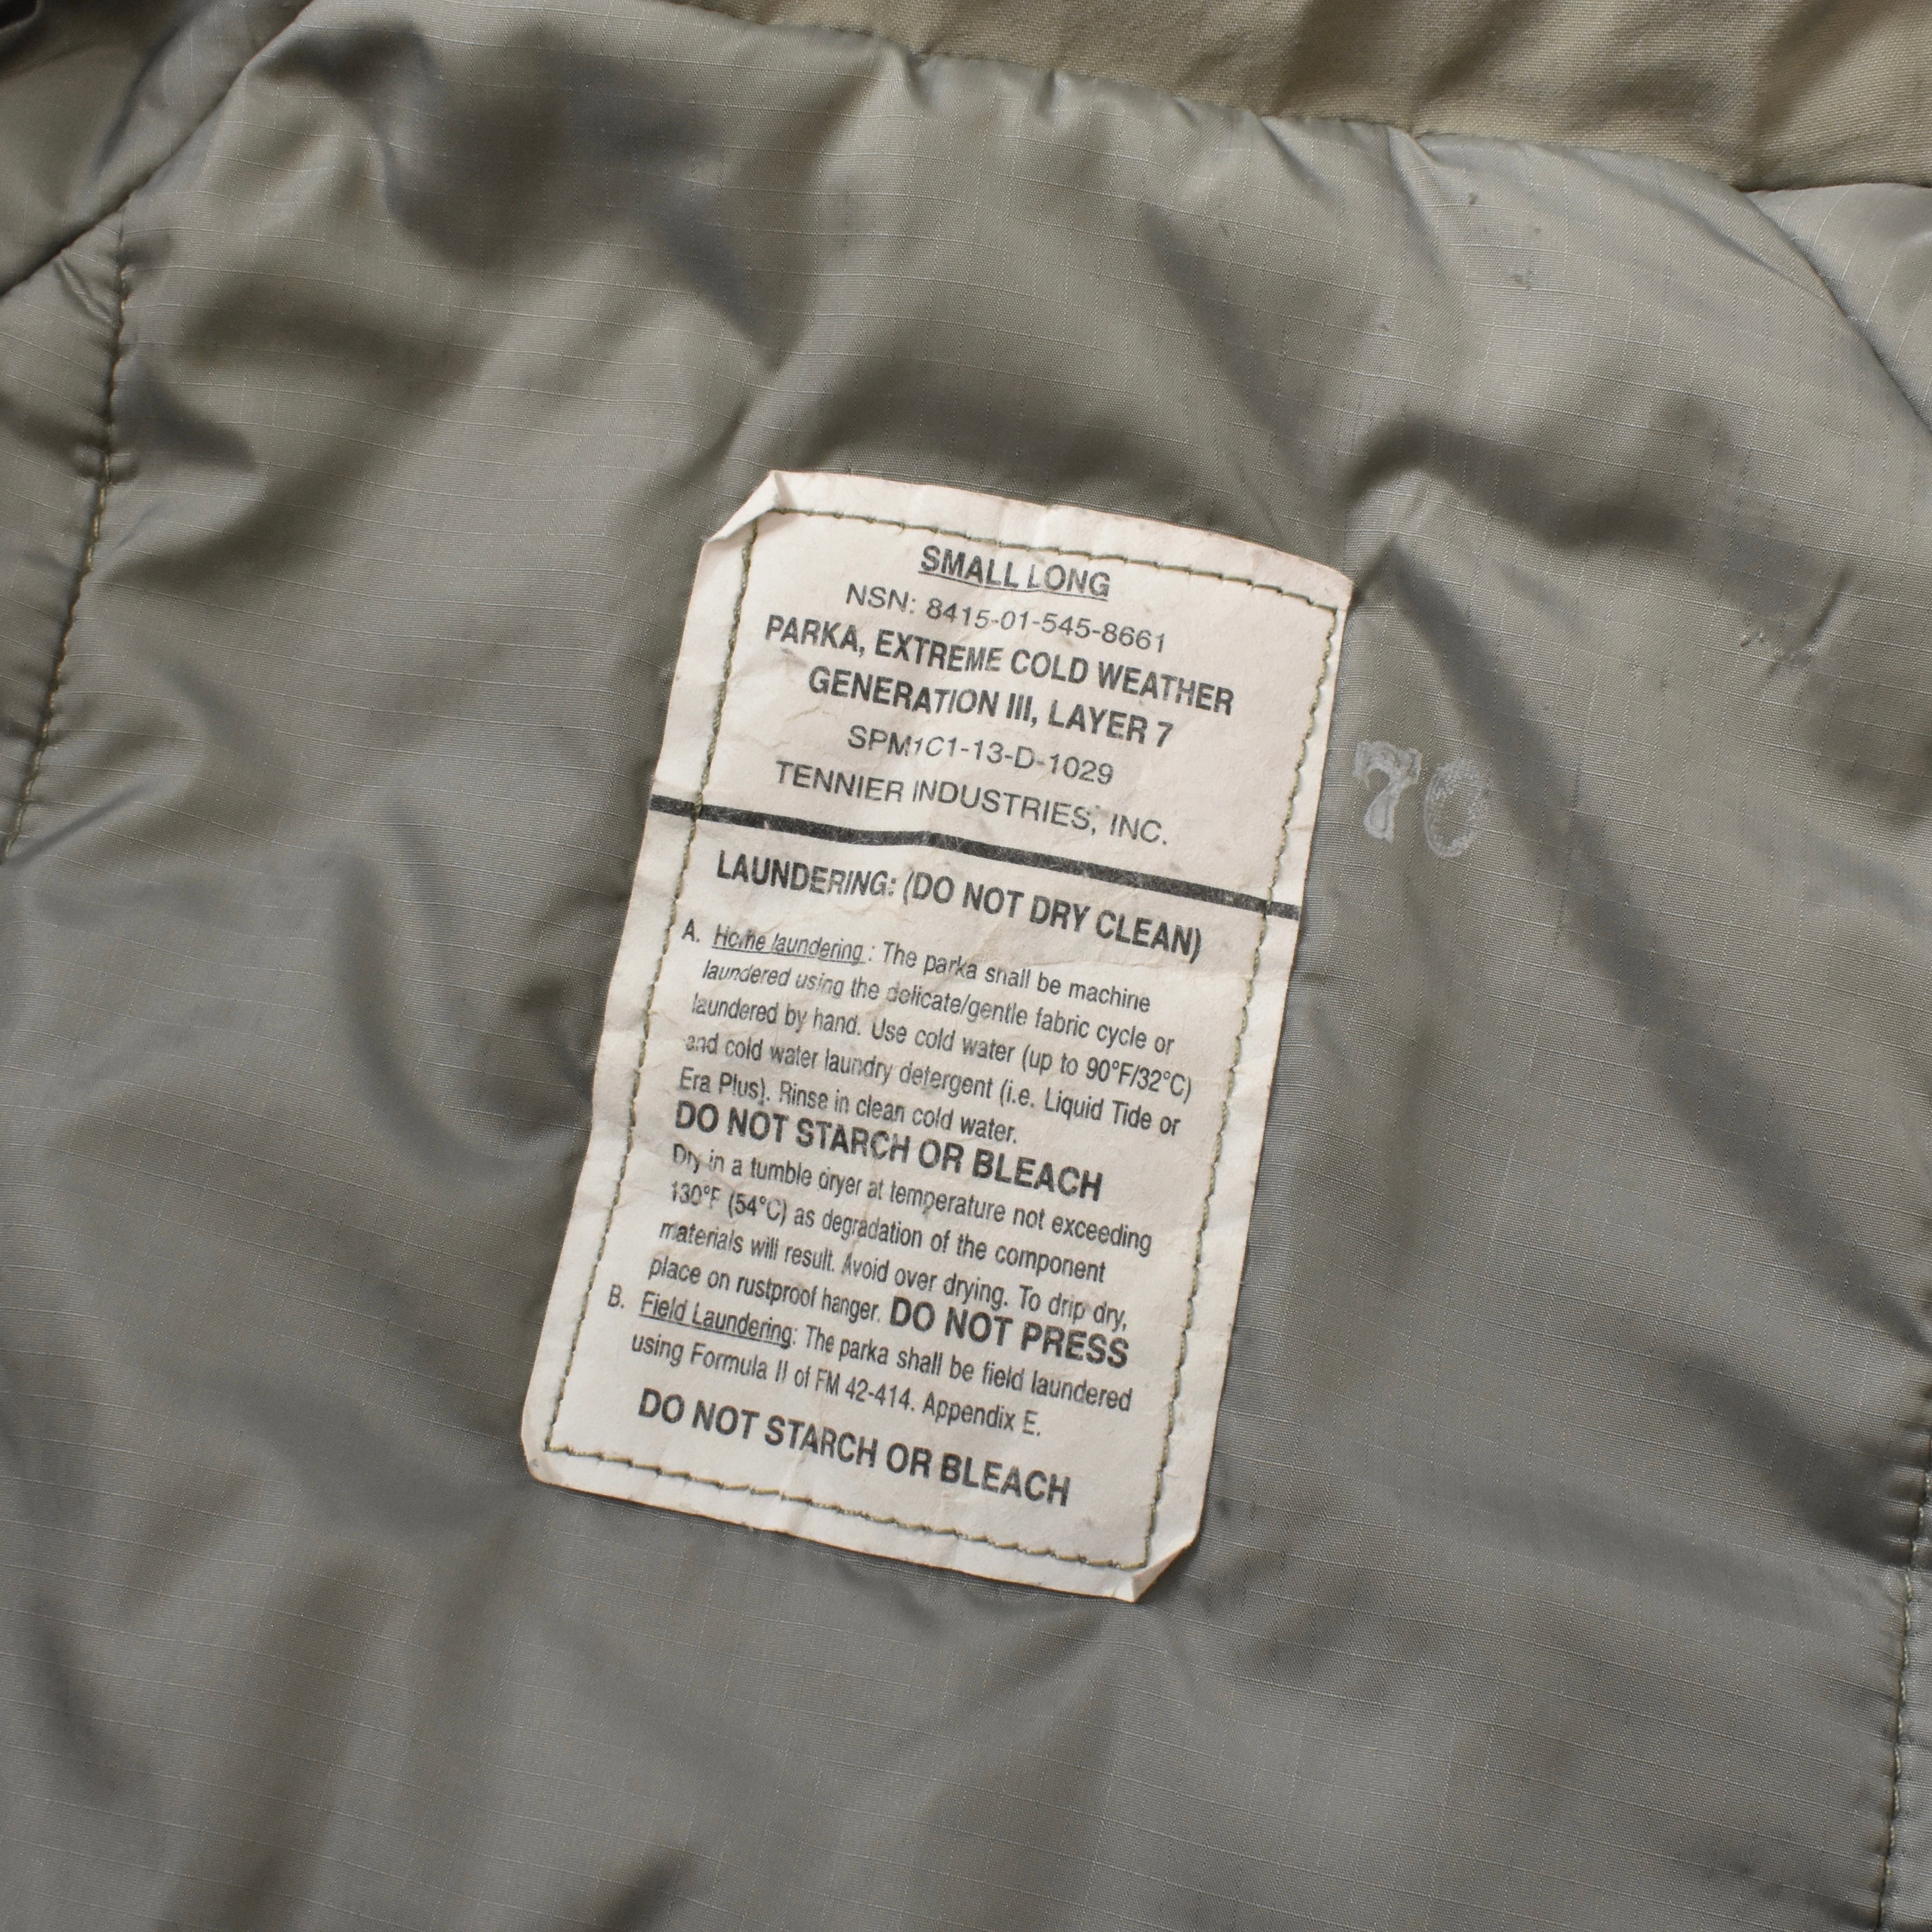 SMALL LONG
NSN: 8415-01-545-8661
PARKA, EXTREME COLD WEATHER
GENERATION III, LAYER 7
SPM1C1-13-D-1029
TENNIER INDUSTRIES, INC.
LAUNDERING: (DO NOT DRY CLEAN)
A. Home laundering : The parka shall be machine
laundered using the delicate/gentle fabric cycle or
laundered by hand. Use cold water (up to 90°F/32°C)
and cold water laundry detergent (i.e. Liquid Tide or
Era Plus). Rinse in clean cold water.
DO NOT STARCH OR BLEACH
Dry in a tumble dryer at temperature not exceeding
130°F (54°C) as degradation of the component
materials will result. Avoid over drying. To drip dry,
place on rustproof hanger. DO NOT PRESS
B. Field Laundering: The parka shall be field laundered
using Formula II of FM 42-414. Appendix E.
DO NOT STARCH OR BLEACH
70